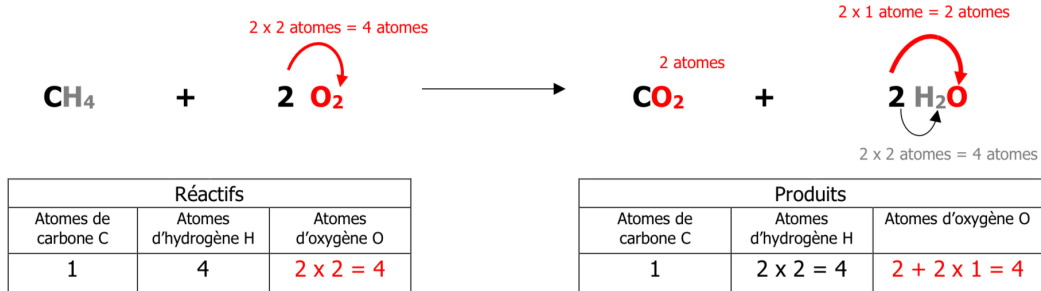 2 x 1 atome = 2 atomes
2 x 2 atomes = 4 atomes
2 atomes
CH₄ + 2 O₂ CO₂ + 2 H₂O
2 x 2 atomes = 4 atomes
Réactifs
Atomes de carbone C
Atomes d’hydrogène H
Atomes d’oxygène O
1
4
2 x 2 = 4
Produits
Atomes de carbone C
Atomes d’hydrogène H
Atomes d’oxygène O
1
2 x 2 = 4
2 + 2 x 1 = 4